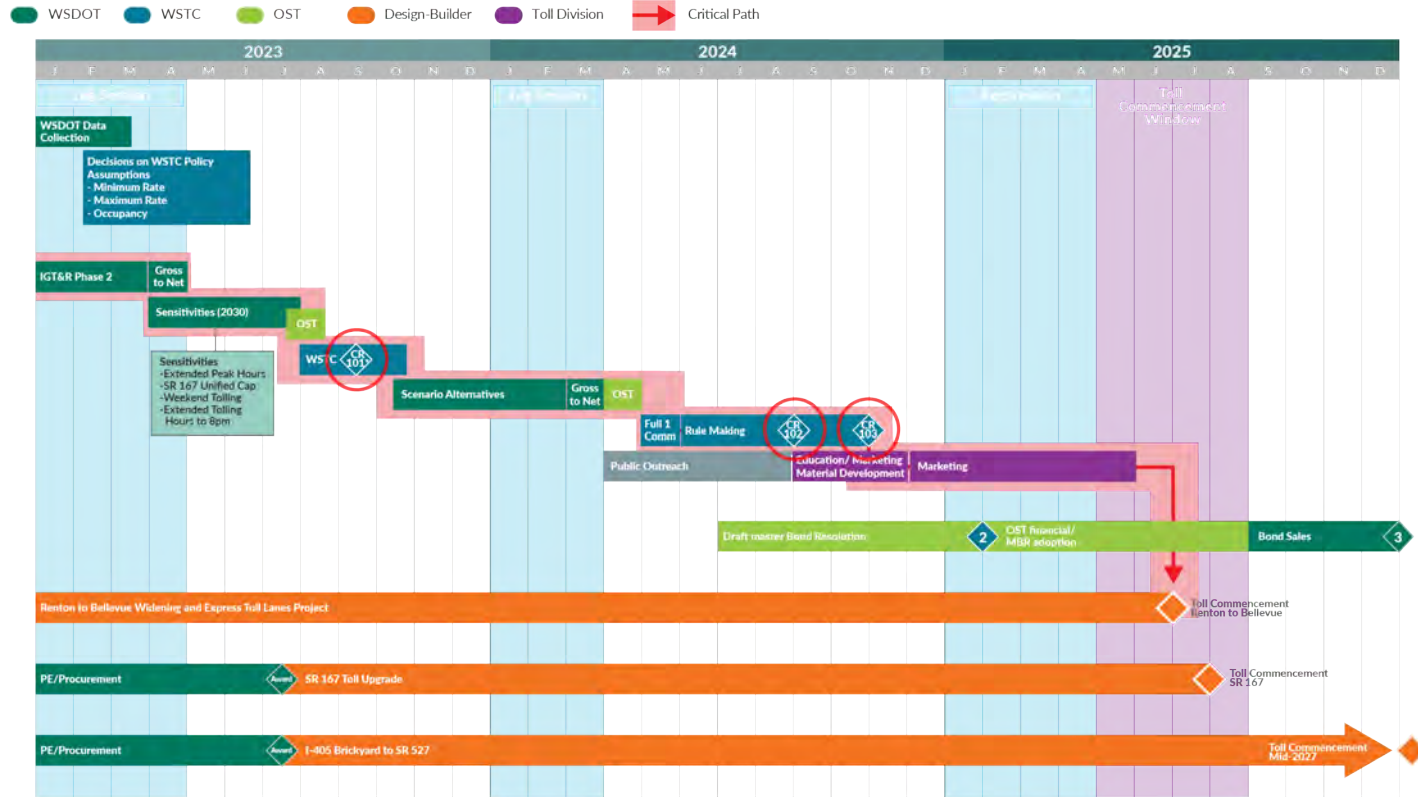 WSDOT
WSTC
OST
Design-Builder
Toll Division
Critical Path
2023
2024
2025
J F M A M J J A S O N D J F M A M J J A S O N D J F M A M J J A S O N D
Toll
Commencement
Window
WSDOT Data
Collection
Decisions on WSTC Policy
Assumptions
- Minimum Rate
- Maximum Rate
- Occupancy
IGT&R Phase 2
Gross
to Net
Sensitivities (2030)
OST
Sensitivities
-Extended Peak Hours
-SR 167 Unified Cap
-Weekend Tolling
-Extended Tolling
Hours to 8pm
WSTC
CR
101
Scenario Alternatives
Gross
to Net
OST
Full 1
Comm
Rule Making
CR
102
CR
103
Public Outreach
Education/ Marketing
Material Development
Marketing
Draft master Bond Resolution
2
OST financial/
MBR adoption
Bond Sales
3
Renton to Bellevue Widening and Express Toll Lanes Project
Toll Commencement
Renton to Bellevue
PE/Procurement
Award
SR 167 Toll Upgrade
Toll Commencement
SR 167
PE/Procurement
Award
I-405 Brickyard to SR 527
Toll Commencement
Mid-2027